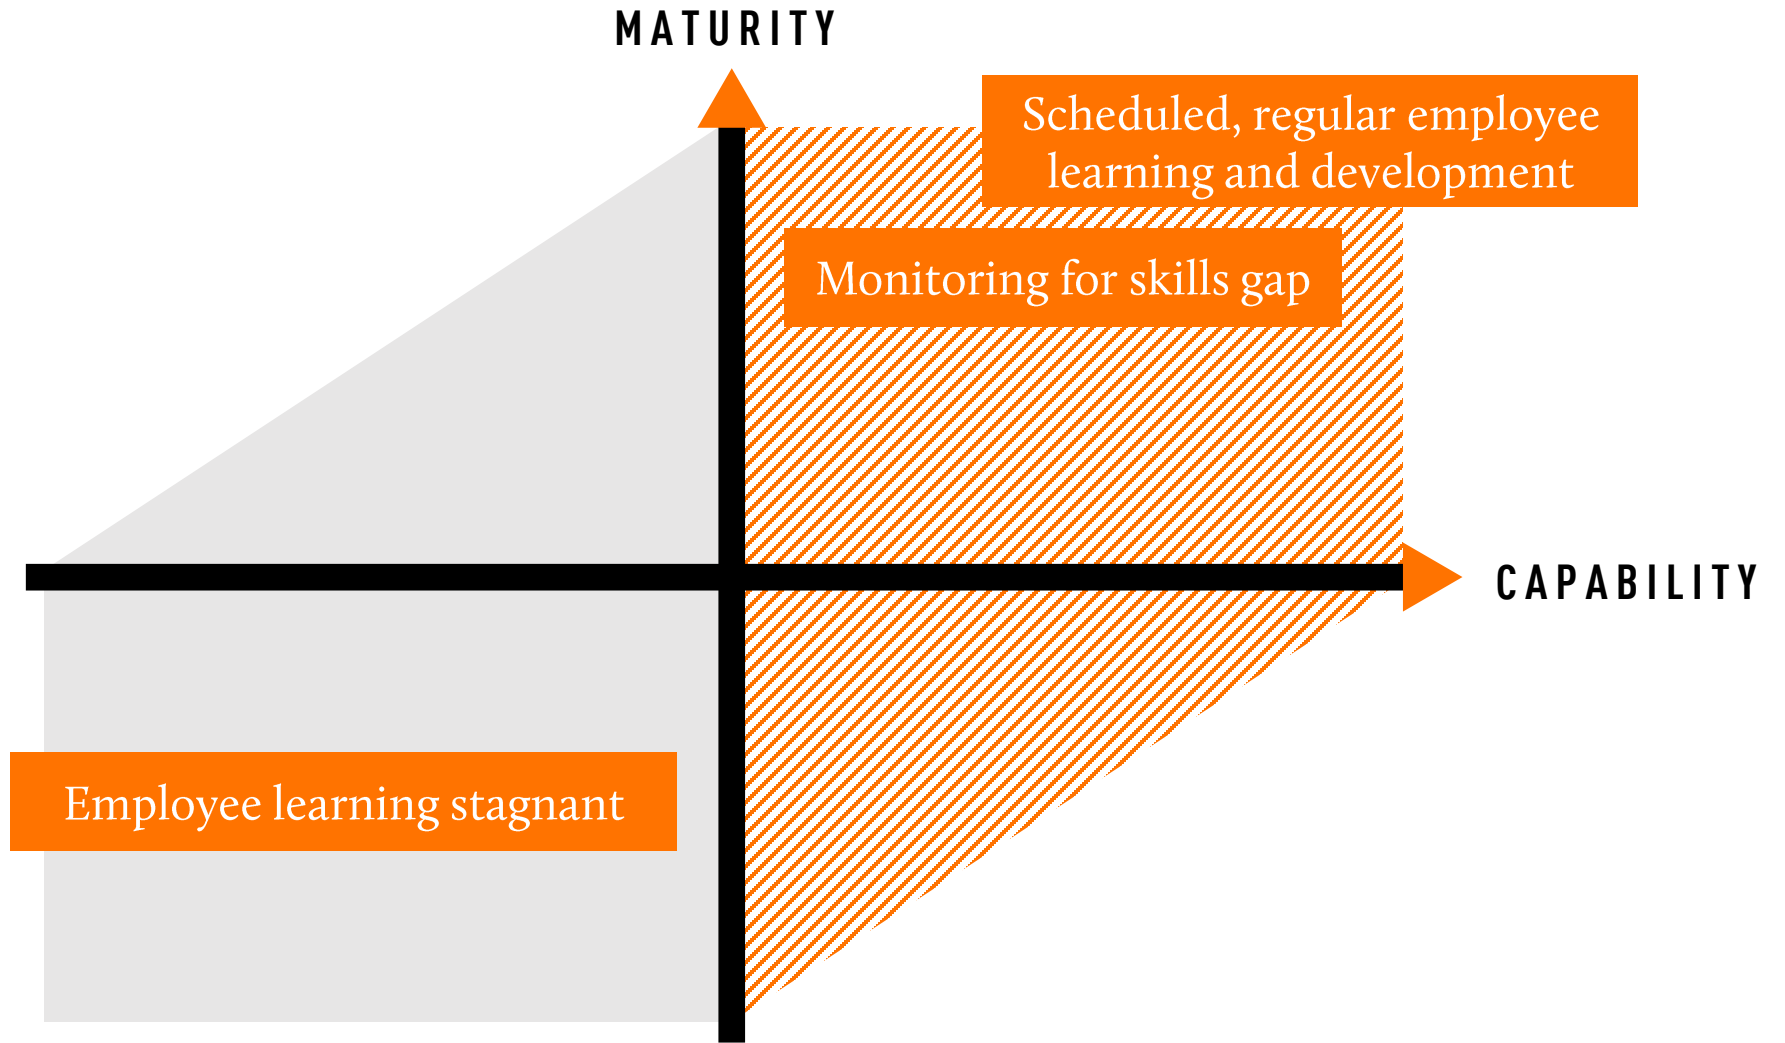 MATURITY
Scheduled, regular employee
learning and development
Monitoring for skills gap
CAPABILITY
Employee learning stagnant